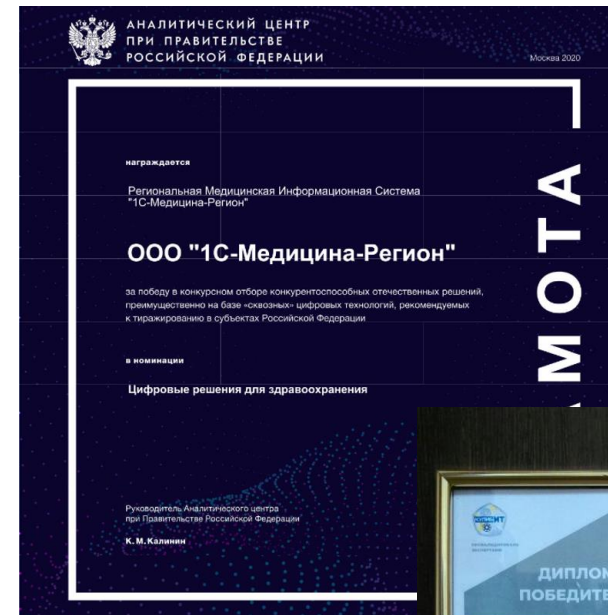 АНАЛИТИЧЕСКИЙ ЦЕНТР
ПРИ ПРАВИТЕЛЬСТВЕ
РОССИЙСКОЙ ФЕДЕРАЦИИ
Москва 2020
награждается
Региональная Медицинская Информационная Система
"1С-Медицина-Регион"
ООО "1С-Медицина-Регион"
за победу в конкурсном отборе конкурентоспособных отечественных решений,
преимущественно на базе «сквозных» цифровых технологий, рекомендуемых
к тиражированию в субъектах Российской Федерации
в номинации
Цифровые решения для здравоохранения
Руководитель Аналитического центра
при Правительстве Российской Федерации
К. М. Калинин
АМОТА
ДИПЛОМ
ПОБЕДИТЕ